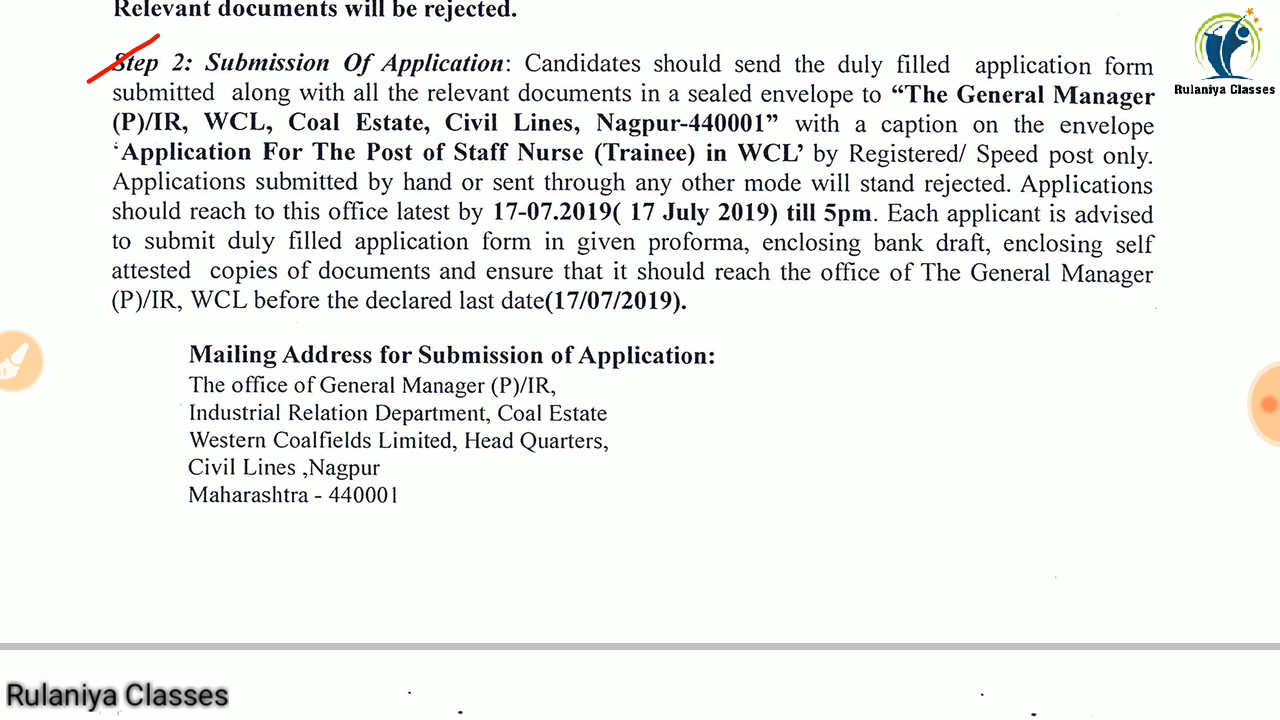 Relevant documents will be rejected.
Rulaniya Classes
Step 2: Submission Of Application: Candidates should send the duly filled application form
submitted along with all the relevant documents in a sealed envelope to “The General Manager
(P)/IR, WCL, Coal Estate, Civil Lines, Nagpur-440001” with a caption on the envelope
‘Application For The Post of Staff Nurse (Trainee) in WCL’ by Registered/ Speed post only.
Applications submitted by hand or sent through any other mode will stand rejected. Applications
should reach to this office latest by 17-07.2019( 17 July 2019) till 5pm. Each applicant is advised
to submit duly filled application form in given proforma, enclosing bank draft, enclosing self
attested copies of documents and ensure that it should reach the office of The General Manager
(P)/IR, WCL before the declared last date(17/07/2019).
Mailing Address for Submission of Application:
The office of General Manager (P)/IR,
Industrial Relation Department, Coal Estate
Western Coalfields Limited, Head Quarters,
Civil Lines ,Nagpur
Maharashtra - 440001
Rulaniya Classes